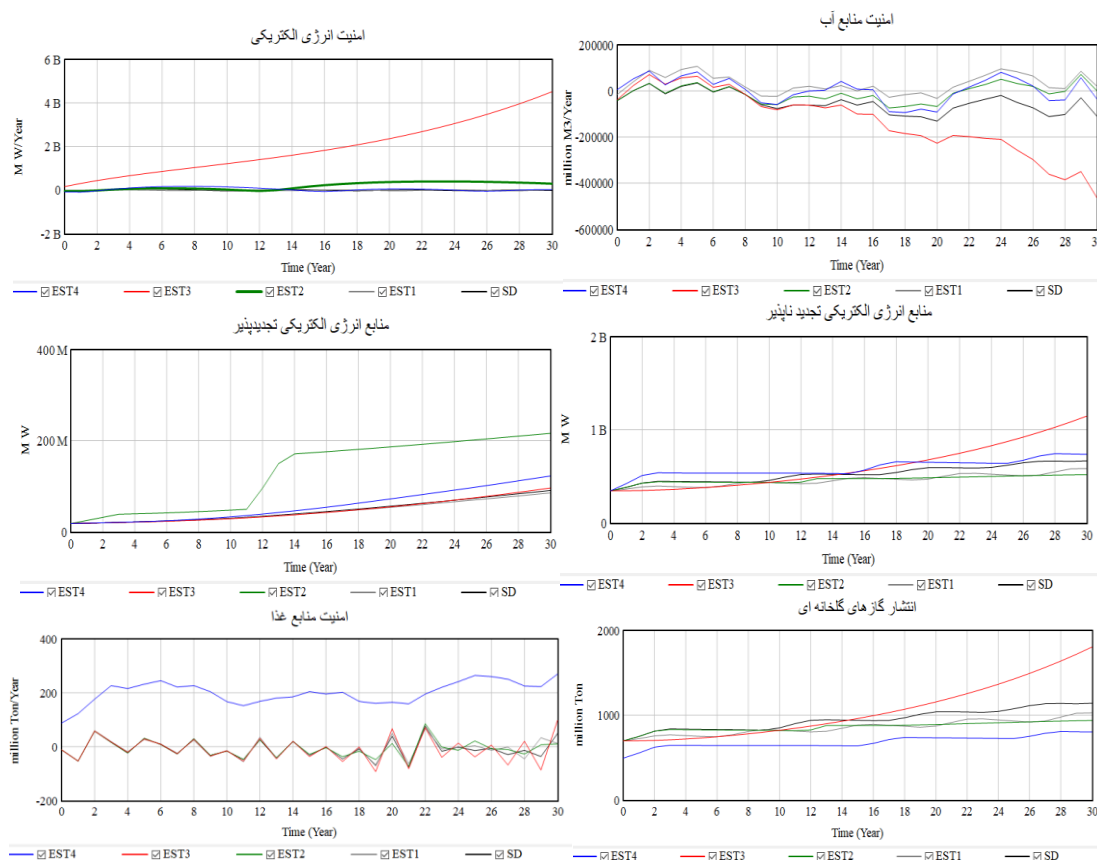 امنیت انرژی الکتریکی
6 B
4 B
2 B
0
-2 B
M W/Year
0 2 4 6 8 10 12 14 16 18 20 22 24 26 28 30
Time (Year)
EST4 EST3 EST2 EST1 SD
امنیت منابع آب
200000
0
-200000
-400000
-600000
million M3/Year
0 2 4 6 8 10 12 14 16 18 20 22 24 26 28 30
Time (Year)
EST4 EST3 EST2 EST1 SD
منابع انرژی الکتریکی تجدیدپذیر
400 M
200 M
0
M W
0 2 4 6 8 10 12 14 16 18 20 22 24 26 28 30
Time (Year)
EST4 EST3 EST2 EST1 SD
منابع انرژی الکتریکی تجدید ناپذیر
2 B
1 B
0
M W
0 2 4 6 8 10 12 14 16 18 20 22 24 26 28 30
Time (Year)
EST4 EST3 EST2 EST1 SD
امنیت منابع غذا
400
200
0
-200
million Ton/Year
0 2 4 6 8 10 12 14 16 18 20 22 24 26 28 30
Time (Year)
EST4 EST3 EST2 EST1 SD
انتشار گازهای گلخانه ای
2000
1000
0
million Ton
0 2 4 6 8 10 12 14 16 18 20 22 24 26 28 30
Time (Year)
EST4 EST3 EST2 EST1 SD